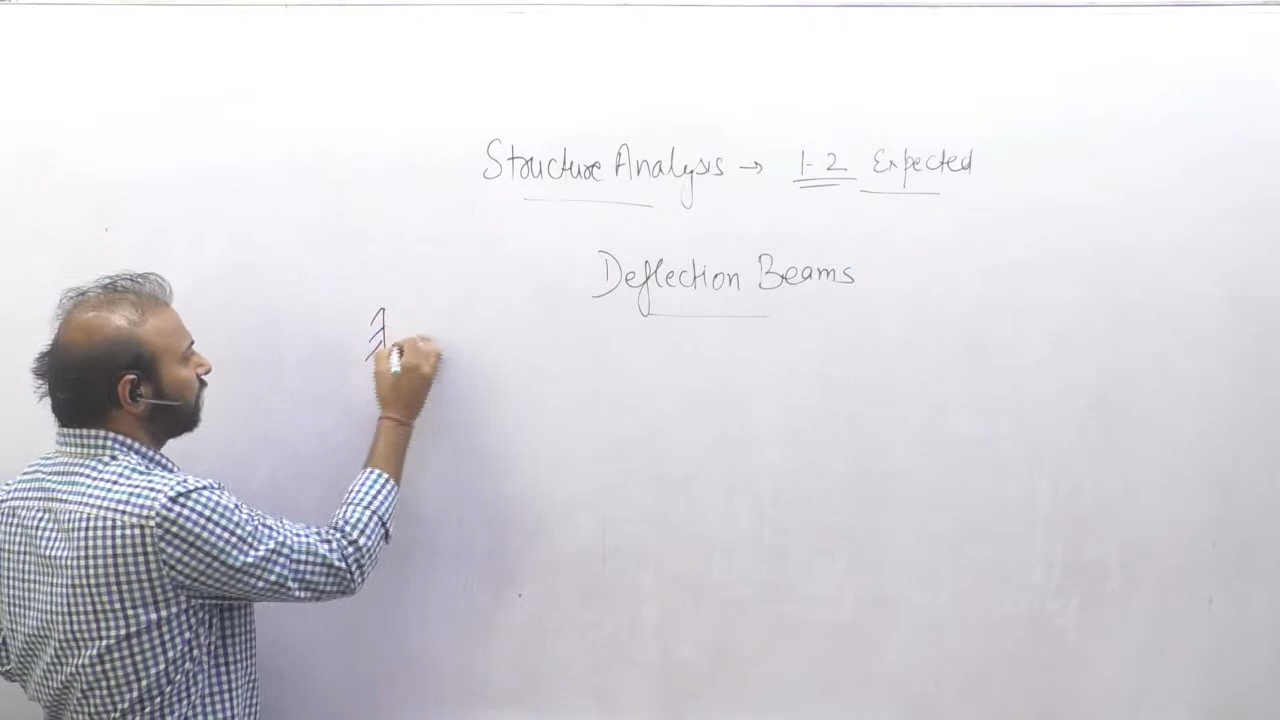 Structure Analysis → 1-2 Expected
Deflection Beams